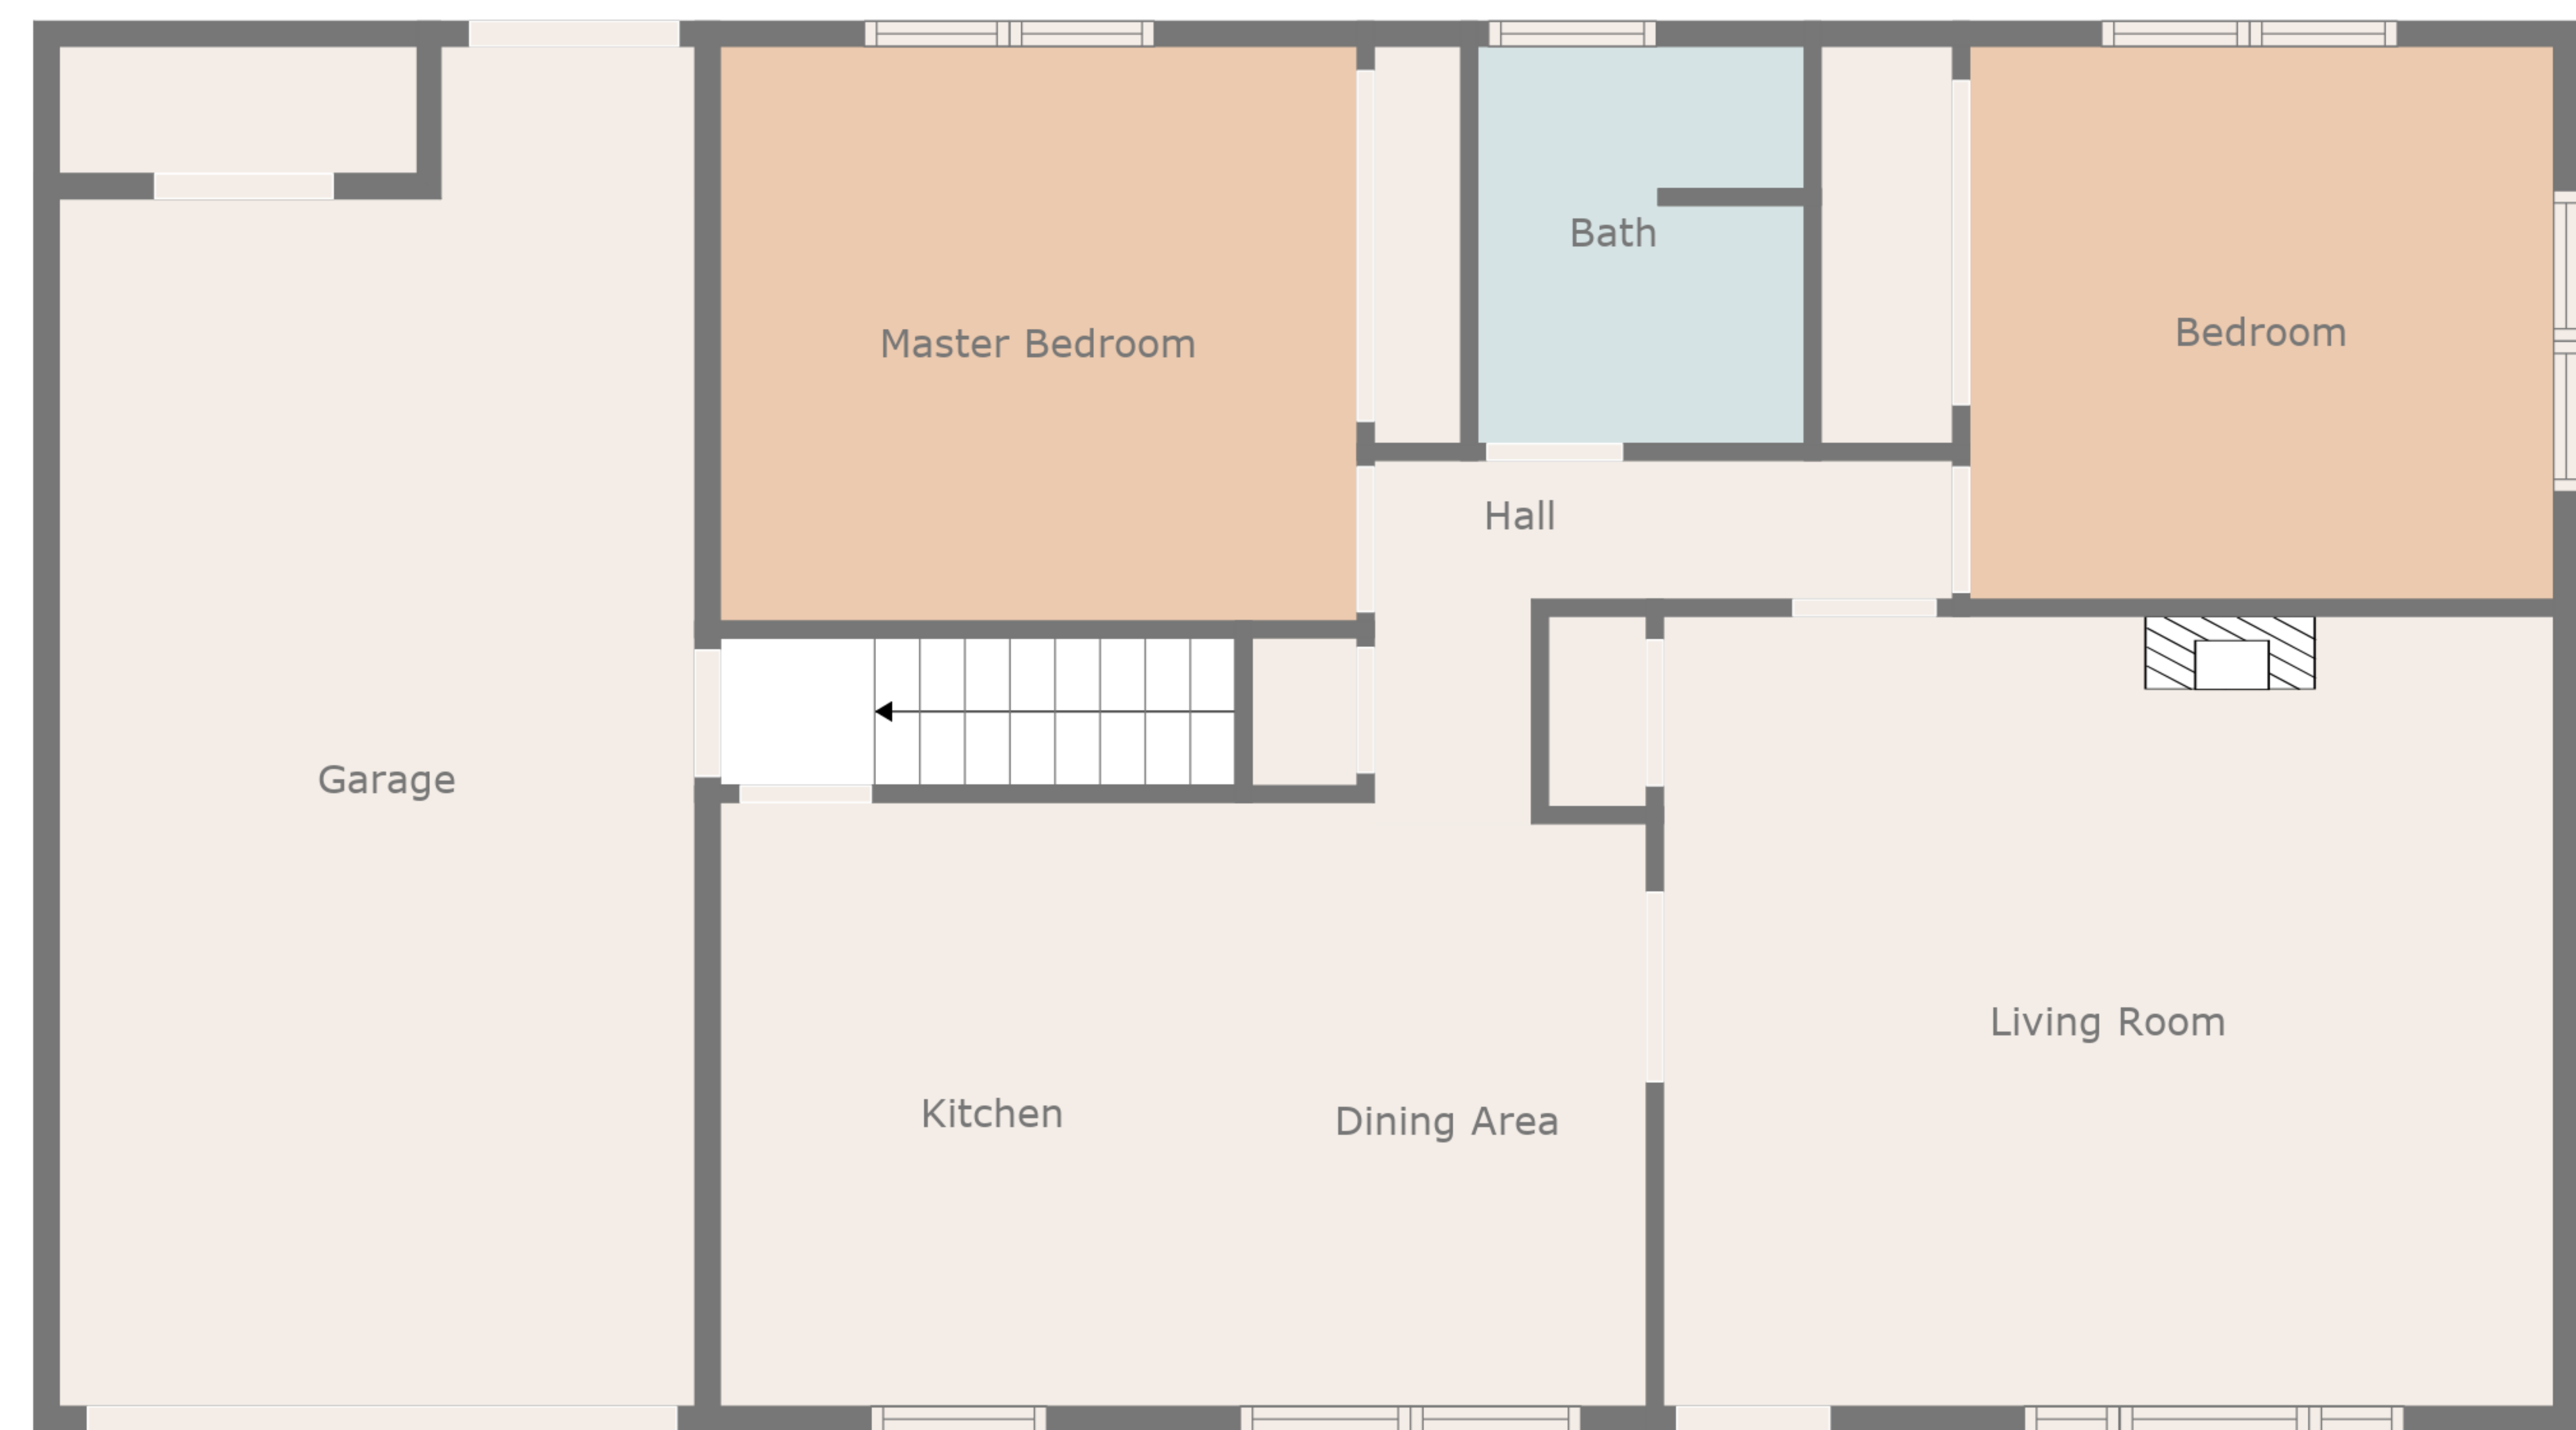 Bath
Master Bedroom
Bedroom
Hall
Garage
Living Room
Kitchen
Dining Area